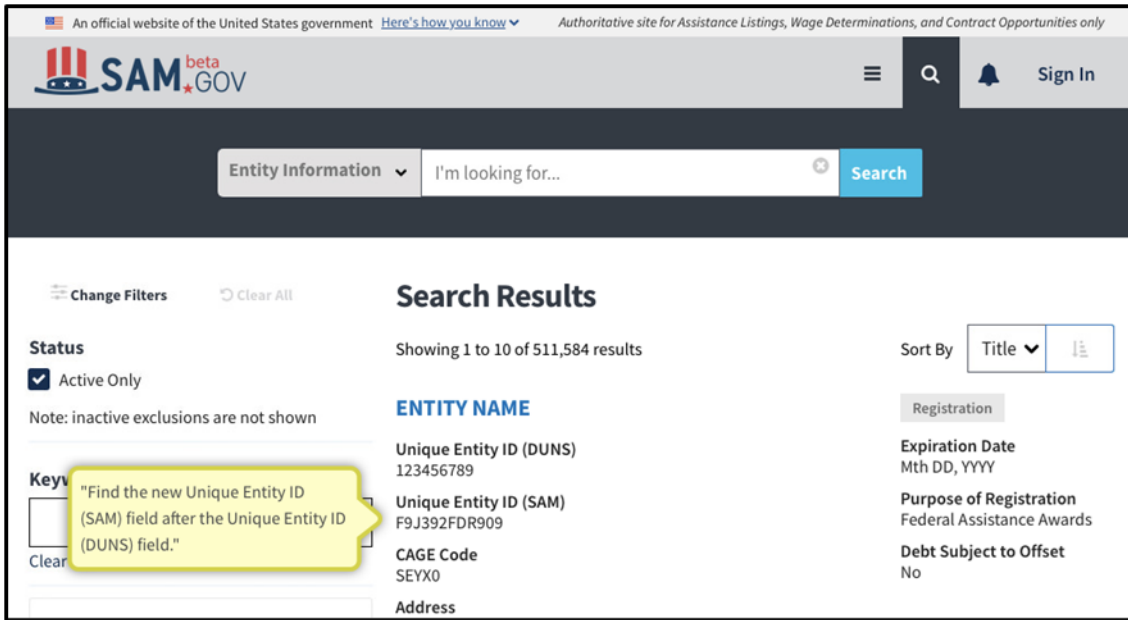 An official website of the United States government Here's how you know
Authoritative site for Assistance Listings, Wage Determinations, and Contract Opportunities only
SAM.GOV beta
Sign In
Entity Information
I'm looking for...
Search
Change Filters
Clear All
Status
Active Only
Note: inactive exclusions are not shown
"Find the new Unique Entity ID
(SAM) field after the Unique Entity ID
(DUNS) field."
Clear
Search Results
Showing 1 to 10 of 511,584 results
Sort By
Title
ENTITY NAME
Unique Entity ID (DUNS)
123456789
Unique Entity ID (SAM)
F9J392FDR909
CAGE Code
SEYX0
Address
Registration
Expiration Date
Mth DD, YYYY
Purpose of Registration
Federal Assistance Awards
Debt Subject to Offset
No